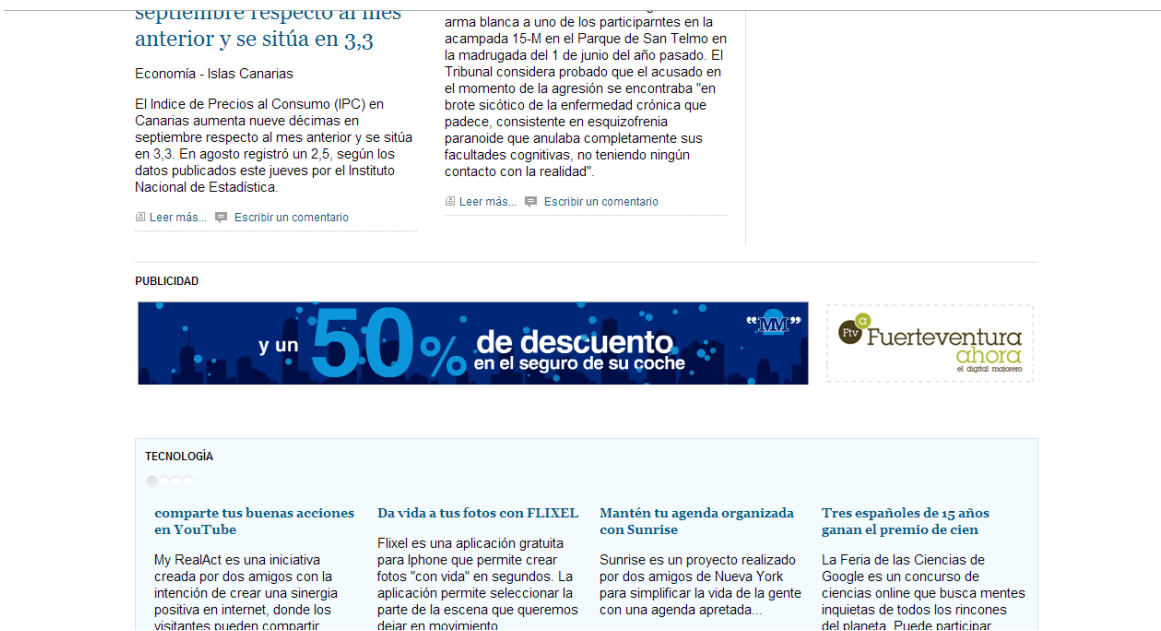 septiembre respecto al mes
anterior y se sitúa en 3,3
Economía - Islas Canarias
El Indice de Precios al Consumo (IPC) en
Canarias aumenta nueve décimas en
septiembre respecto al mes anterior y se sitúa
en 3,3. En agosto registró un 2,5, según los
datos publicados este jueves por el Instituto
Nacional de Estadística.
Leer más... Escribir un comentario
arma blanca a uno de los participarntes en la
acampada 15-M en el Parque de San Telmo en
la madrugada del 1 de junio del año pasado. El
Tribunal considera probado que el acusado en
el momento de la agresión se encontraba "en
brote sicótico de la enfermedad crónica que
padece, consistente en esquizofrenia
paranoide que anulaba completamente sus
facultades cognitivas, no teniendo ningún
contacto con la realidad".
Leer más... Escribir un comentario
PUBLICIDAD
y un 50% de descuento
en el seguro de su coche
"MM"
Ftv a Fuerteventura
ahora
el digital majorero
TECNOLOGÍA
comparte tus buenas acciones
en YouTube
My RealAct es una iniciativa
creada por dos amigos con la
intención de crear una sinergia
positiva en internet, donde los
visitantes pueden compartir
Da vida a tus fotos con FLIXEL
Flixel es una aplicación gratuita
para Iphone que permite crear
fotos "con vida" en segundos. La
aplicación permite seleccionar la
parte de la escena que queremos
dejar en movimiento
Mantén tu agenda organizada
con Sunrise
Sunrise es un proyecto realizado
por dos amigos de Nueva York
para simplificar la vida de la gente
con una agenda apretada...
Tres españoles de 15 años
ganan el premio de cien
La Feria de las Ciencias de
Google es un concurso de
ciencias online que busca mentes
inquietas de todos los rincones
del planeta. Puede participar